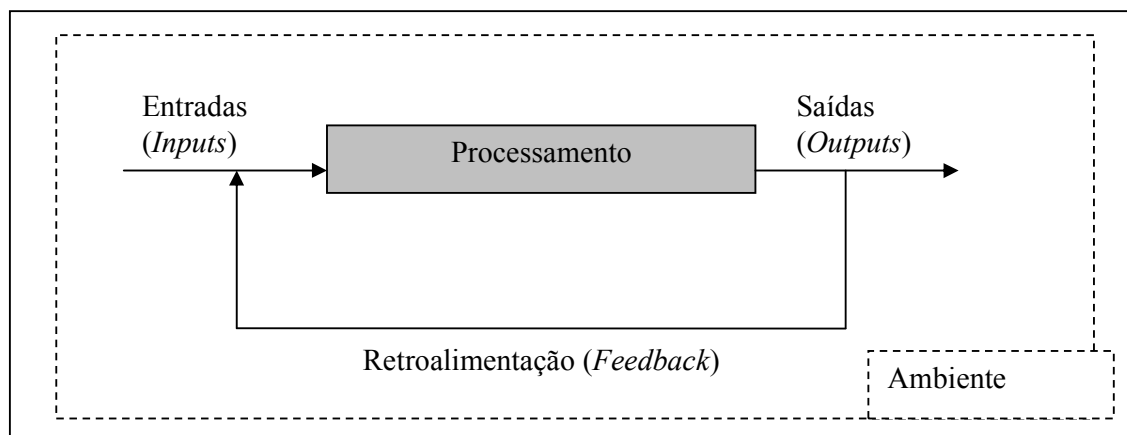 Entradas
(Inputs)
Processamento
Saídas
(Outputs)
Retroalimentação (Feedback)
Ambiente